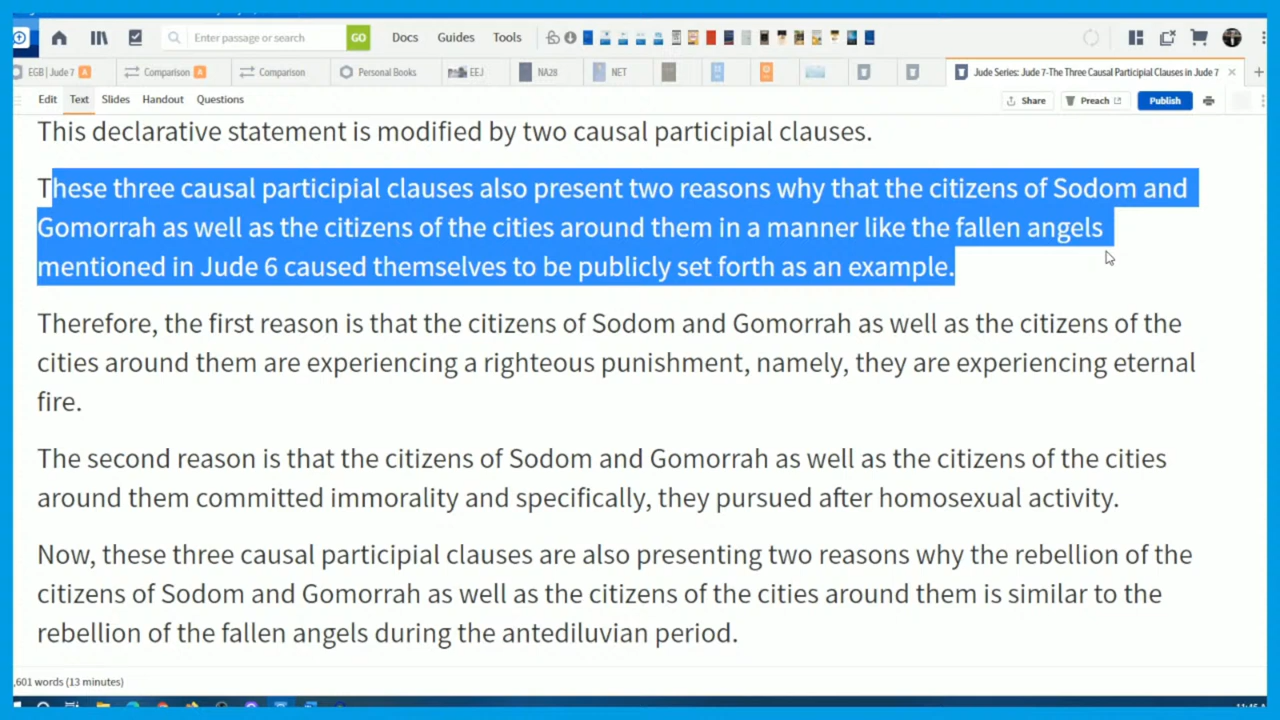 Enter passage or search
GO
Docs
Guides
Tools
EGB | Jude 7 A
Comparison A
Comparison
Personal Books
EEJ
NA28
NET
Jude Series: Jude 7-The Three Causal Participial Clauses in Jude 7
Edit
Text
Slides
Handout
Questions
Share
Preach
Publish
This declarative statement is modified by two causal participial clauses.
These three causal participial clauses also present two reasons why that the citizens of Sodom and
Gomorrah as well as the citizens of the cities around them in a manner like the fallen angels
mentioned in Jude 6 caused themselves to be publicly set forth as an example.
Therefore, the first reason is that the citizens of Sodom and Gomorrah as well as the citizens of the
cities around them are experiencing a righteous punishment, namely, they are experiencing eternal
fire.
The second reason is that the citizens of Sodom and Gomorrah as well as the citizens of the cities
around them committed immorality and specifically, they pursued after homosexual activity.
Now, these three causal participial clauses are also presenting two reasons why the rebellion of the
citizens of Sodom and Gomorrah as well as the citizens of the cities around them is similar to the
rebellion of the fallen angels during the antediluvian period.
,601 words (13 minutes)